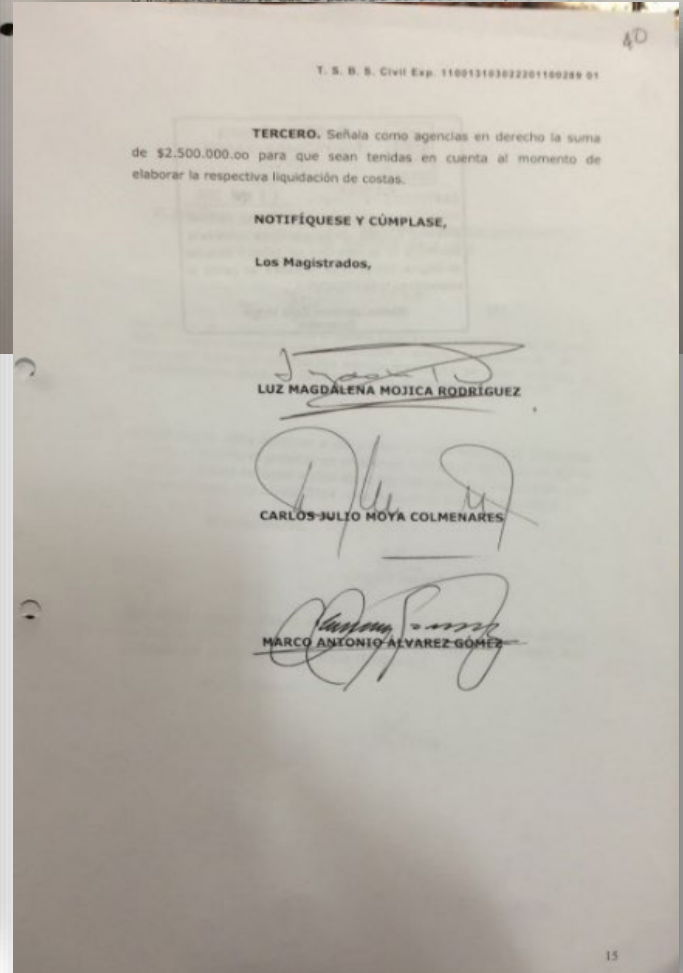 40
T. S. B. S. Civil Exp. 110013103022201100289 01
TERCERO. Señala como agencias en derecho la suma
de $2.500.000.oo para que sean tenidas en cuenta al momento de
elaborar la respectiva liquidación de costas.
NOTIFÍQUESE Y CÚMPLASE,
Los Magistrados,
LUZ MAGDALENA MOJICA RODRÍGUEZ
CARLOS JULIO MOYA COLMENARES
MARCO ANTONIO ÁLVAREZ GÓMEZ
15